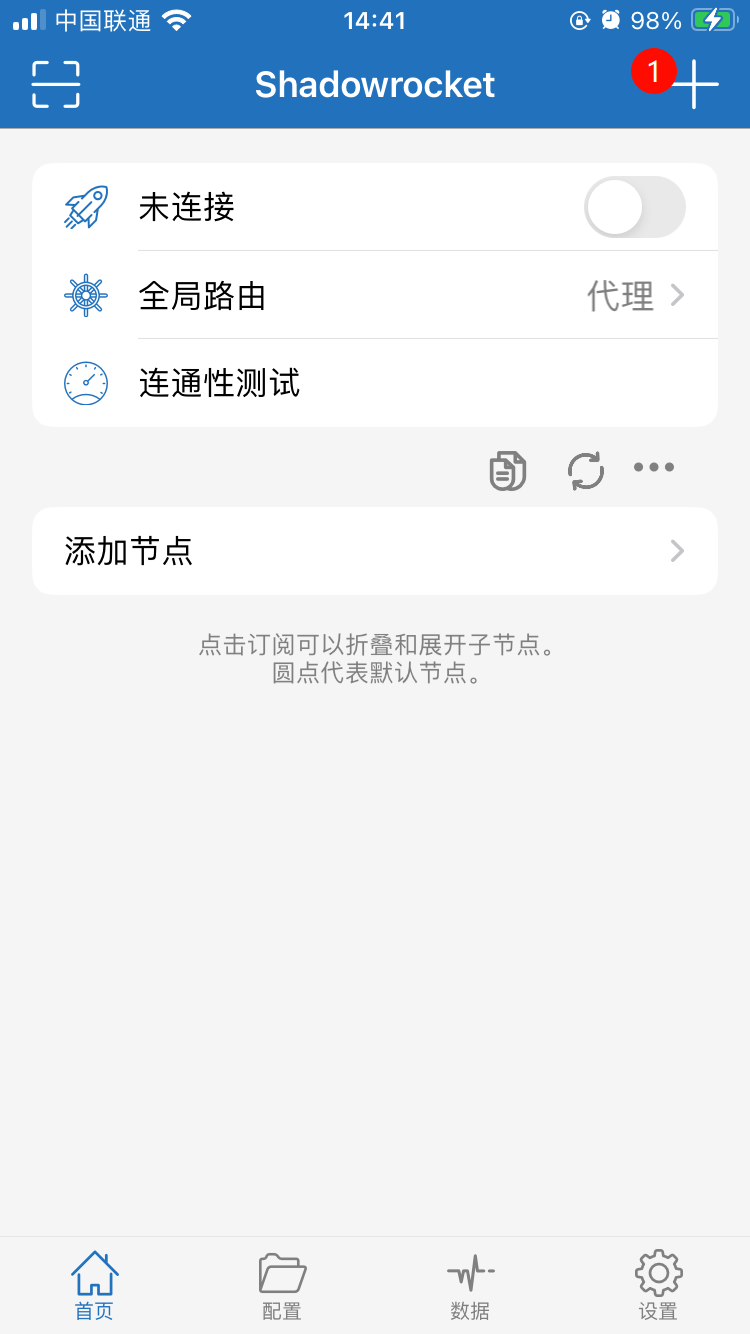 中国联通 14:41 98%
Shadowrocket
1
未连接
全局路由 代理
连通性测试
添加节点
点击订阅可以折叠和展开子节点。
圆点代表默认节点。
首页 配置 数据 设置